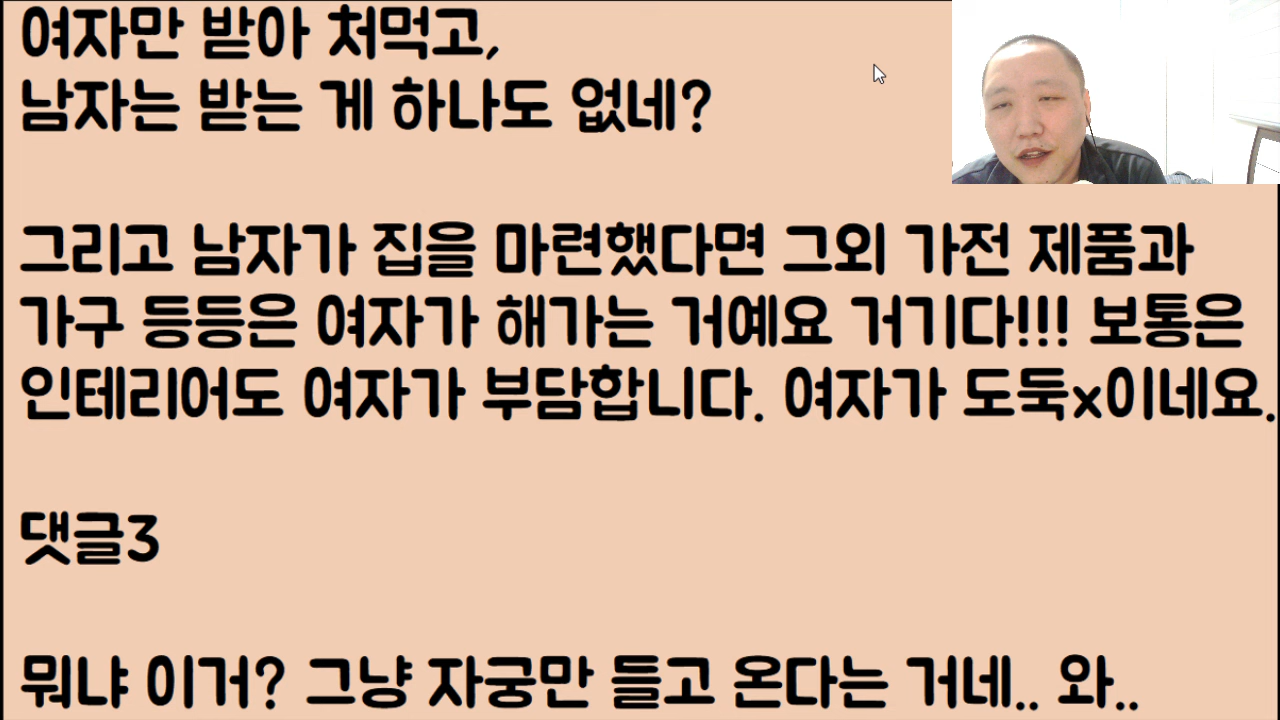 여자만 받아 처먹고,
남자는 받는 게 하나도 없네?
그리고 남자가 집을 마련했다면 그외 가전 제품과
가구 등등은 여자가 해가는 거예요 거기다!!! 보통은
인테리어도 여자가 부담합니다. 여자가 도둑x이네요.
댓글3
뭐냐 이거? 그냥 자궁만 들고 온다는 거네.. 와..